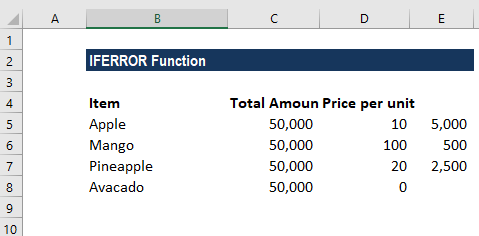 A B C D E
1
2 IFERROR Function
3
4 Item Total Amoun Price per unit
5 Apple 50,000 10 5,000
6 Mango 50,000 100 500
7 Pineapple 50,000 20 2,500
8 Avacado 50,000 0
9
10